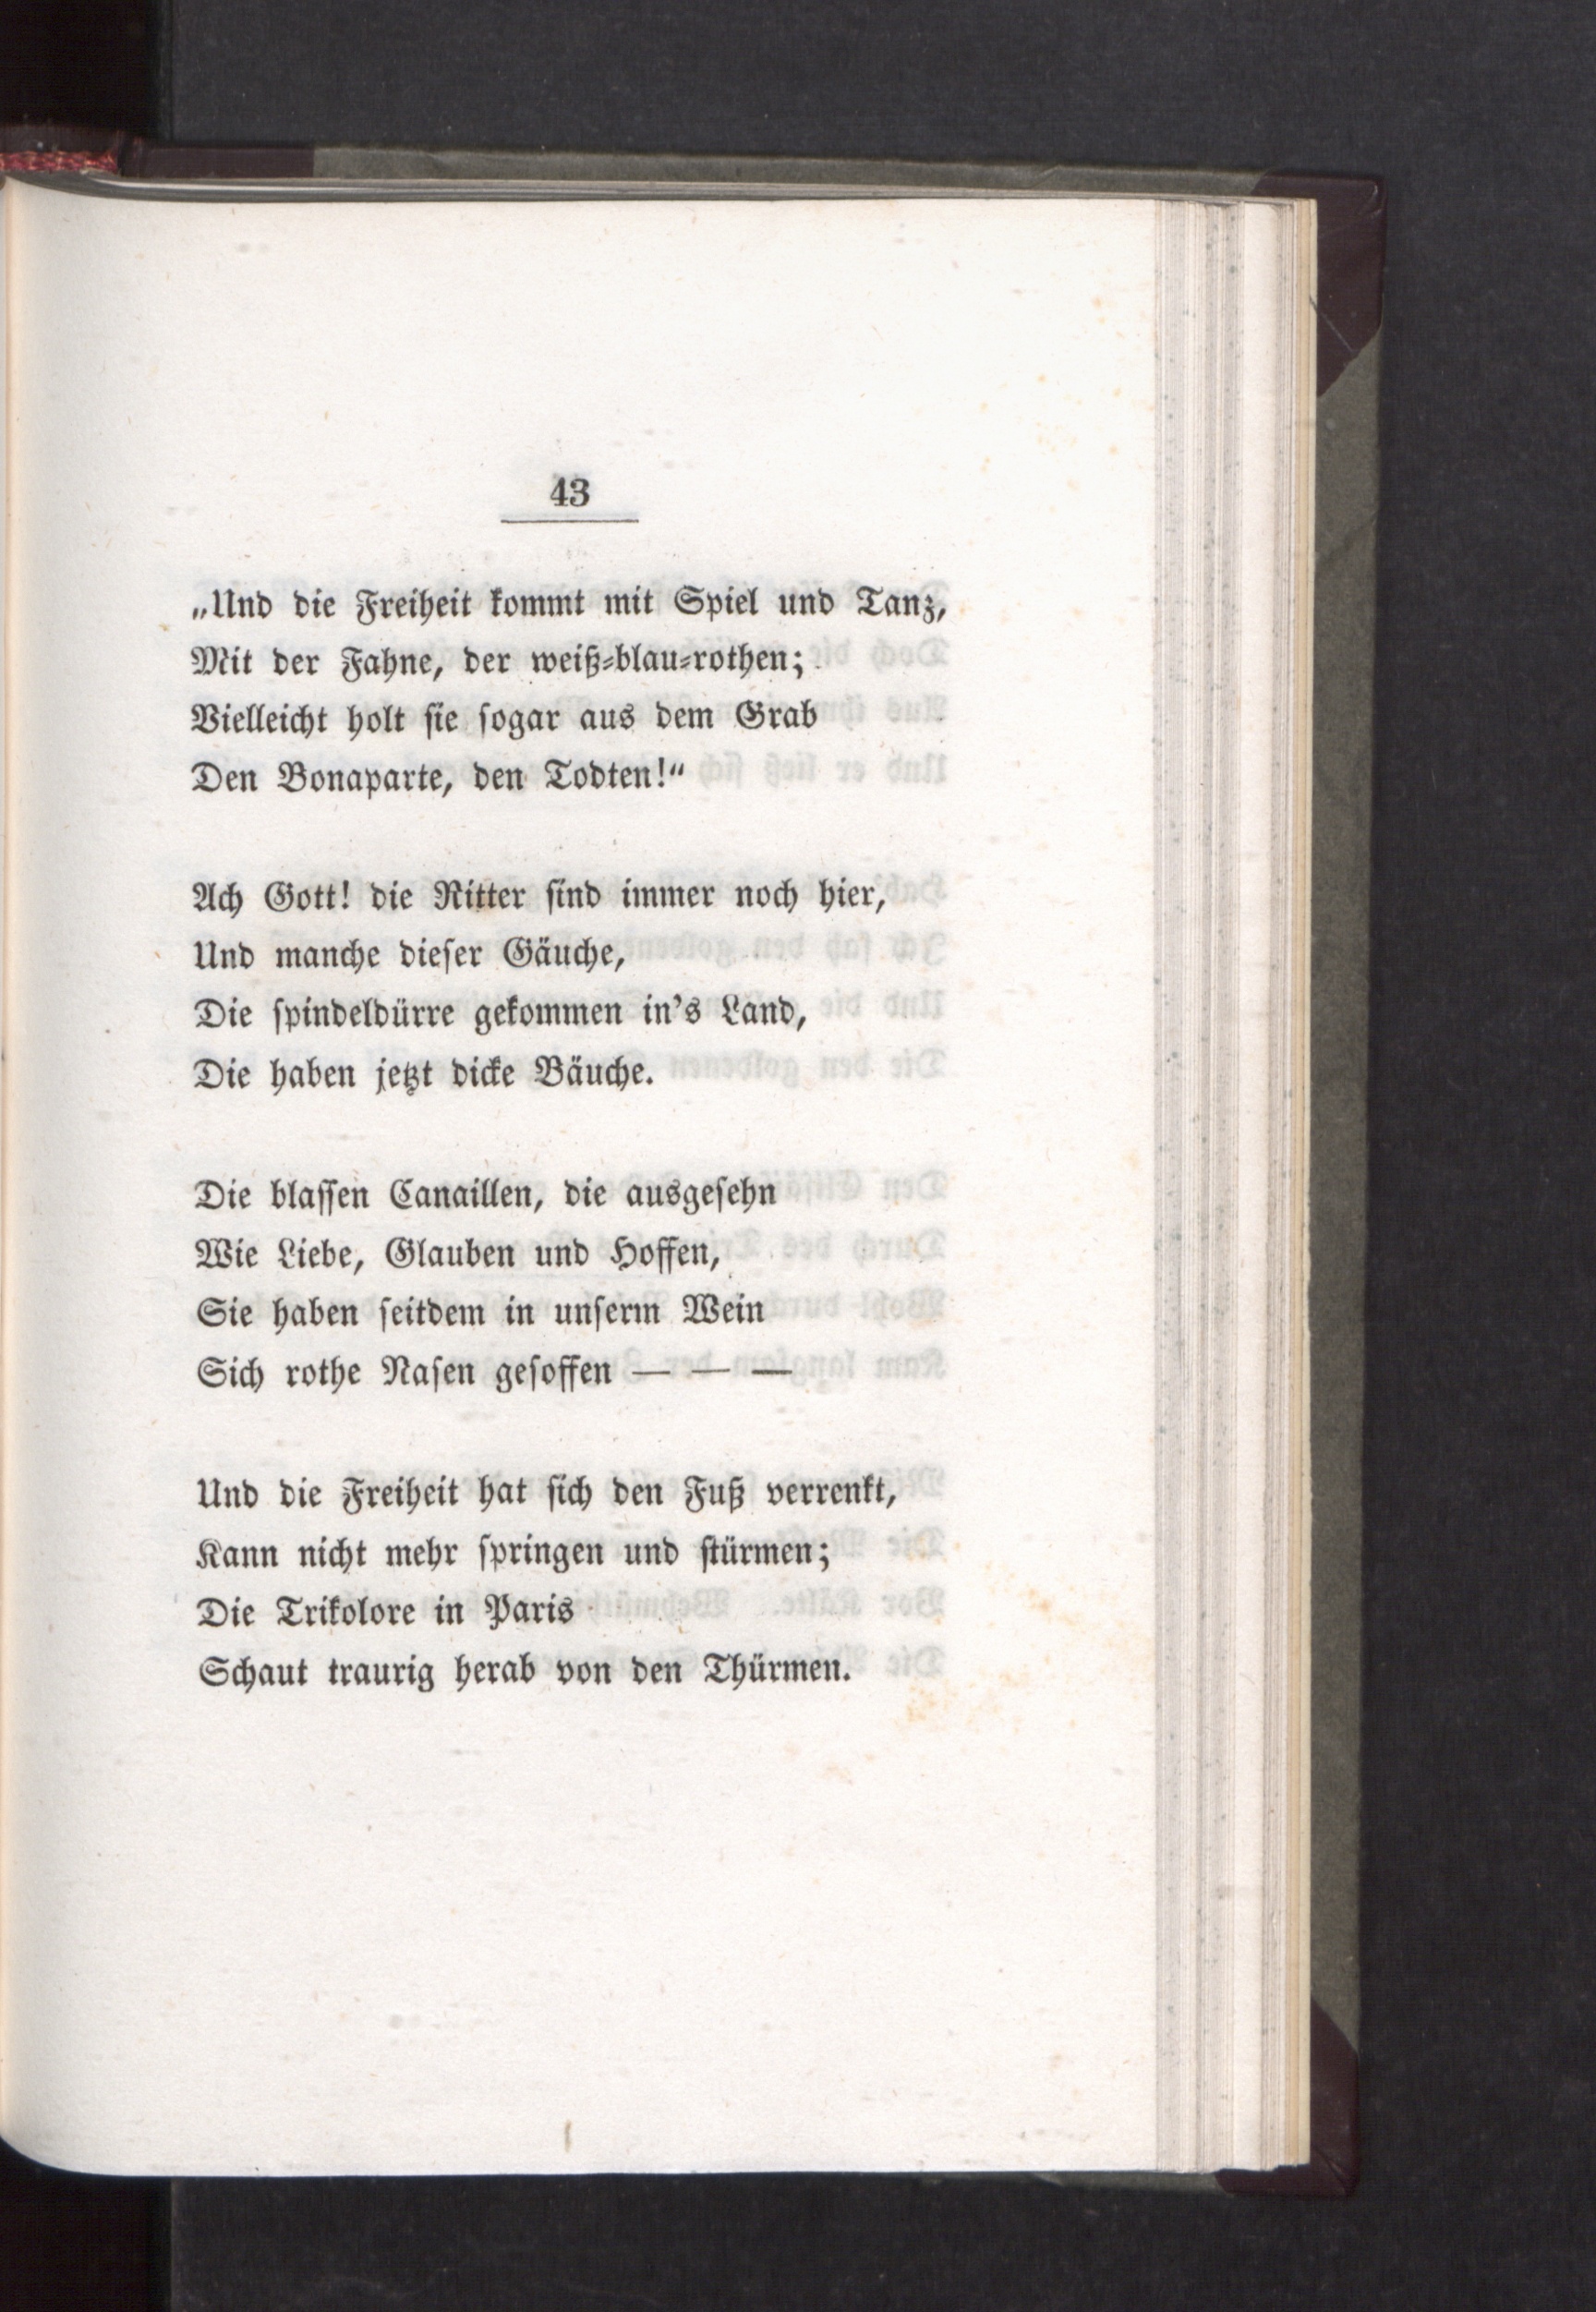 43
„Und die Freiheit kommt mit Spiel und Tanz,
Mit der Fahne, der weiß-blau-rothen;
Vielleicht holt sie ſogar aus dem Grab
Den Bonaparte, den Todten!“
Ach Gott! die Ritter ſind immer noch hier,
Und manche dieſer Gäuche,
Die ſpindeldürre gekommen in's Land,
Die haben jetzt dicke Bäuche.
Die blaſſen Canaillen, die ausgeſehn
Wie Liebe, Glauben und Hoffen,
Sie haben ſeitdem in unſerm Wein
Sich rothe Naſen geſoffen — — —
Und die Freiheit hat ſich den Fuß verrenkt,
Kann nicht mehr ſpringen und ſtürmen;
Die Trikolore in Paris
Schaut traurig herab von den Thürmen.